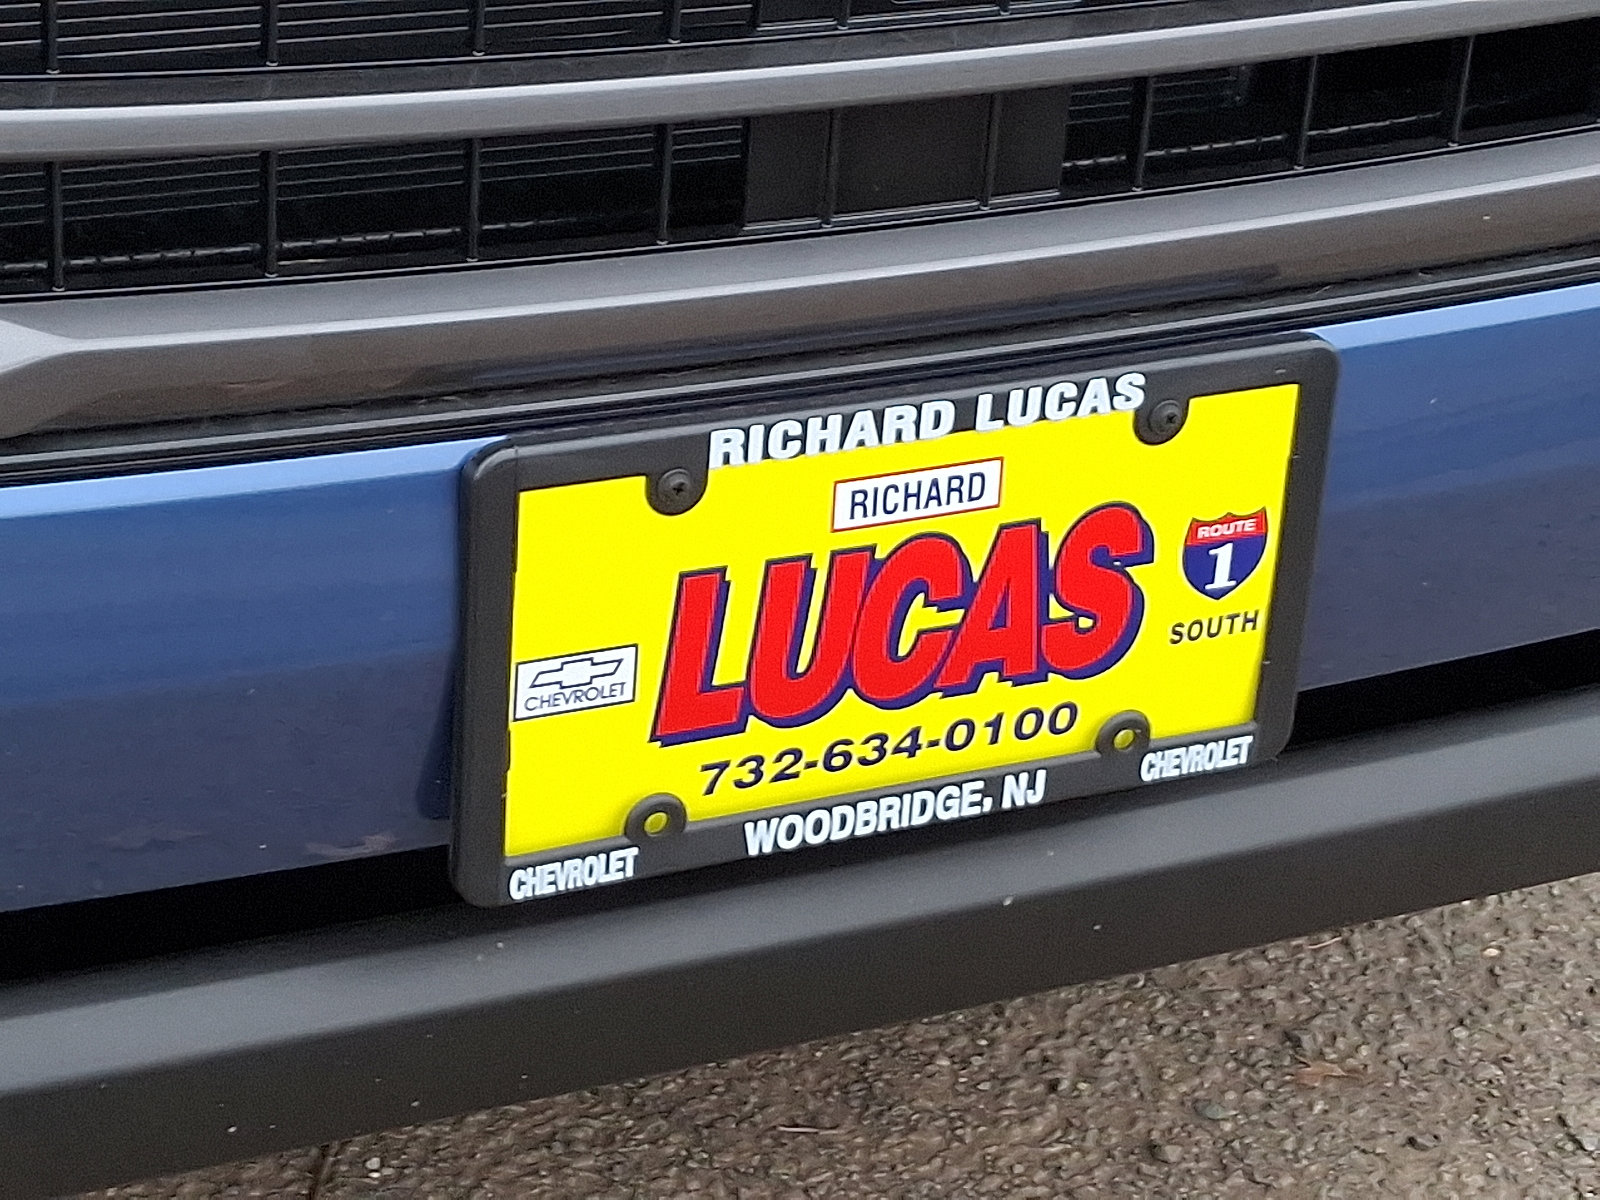 RICHARD LUCAS
RICHARD
LUCAS
ROUTE
1
SOUTH
CHEVROLET
732-634-0100
WOODBRIDGE, NJ
CHEVROLET
CHEVROLET